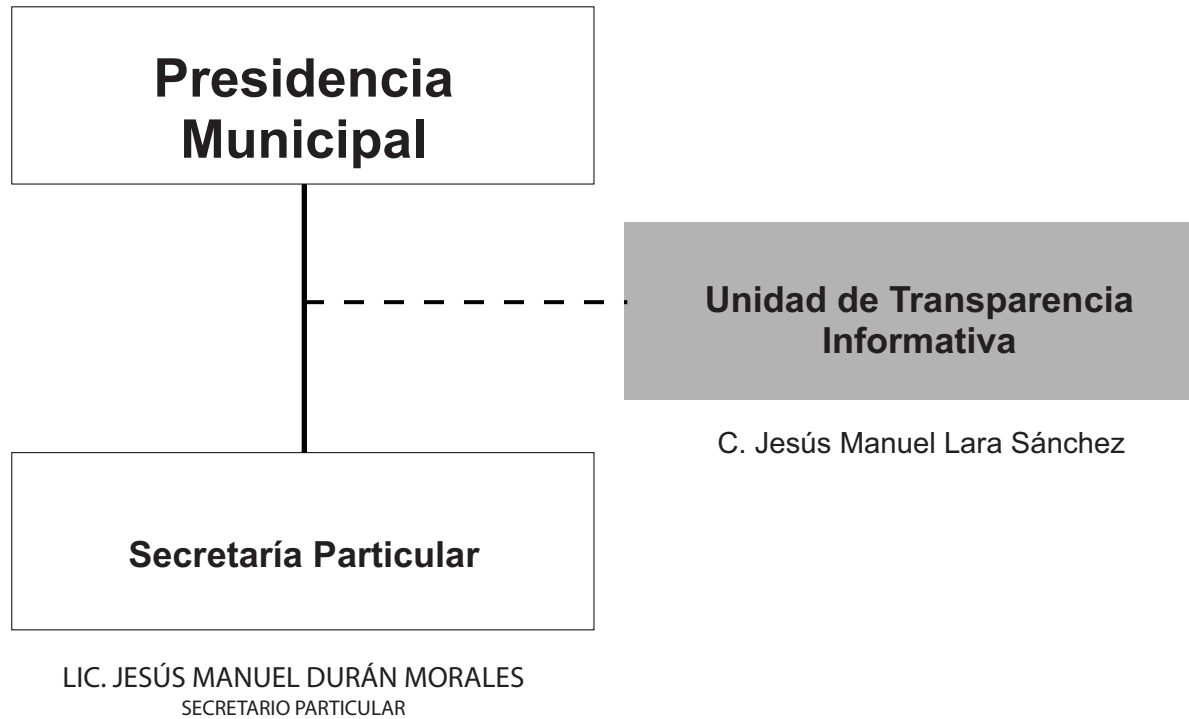 Presidencia
Municipal
Unidad de Transparencia
Informativa
C. Jesús Manuel Lara Sánchez
Secretaría Particular
LIC. JESÚS MANUEL DURÁN MORALES
SECRETARIO PARTICULAR